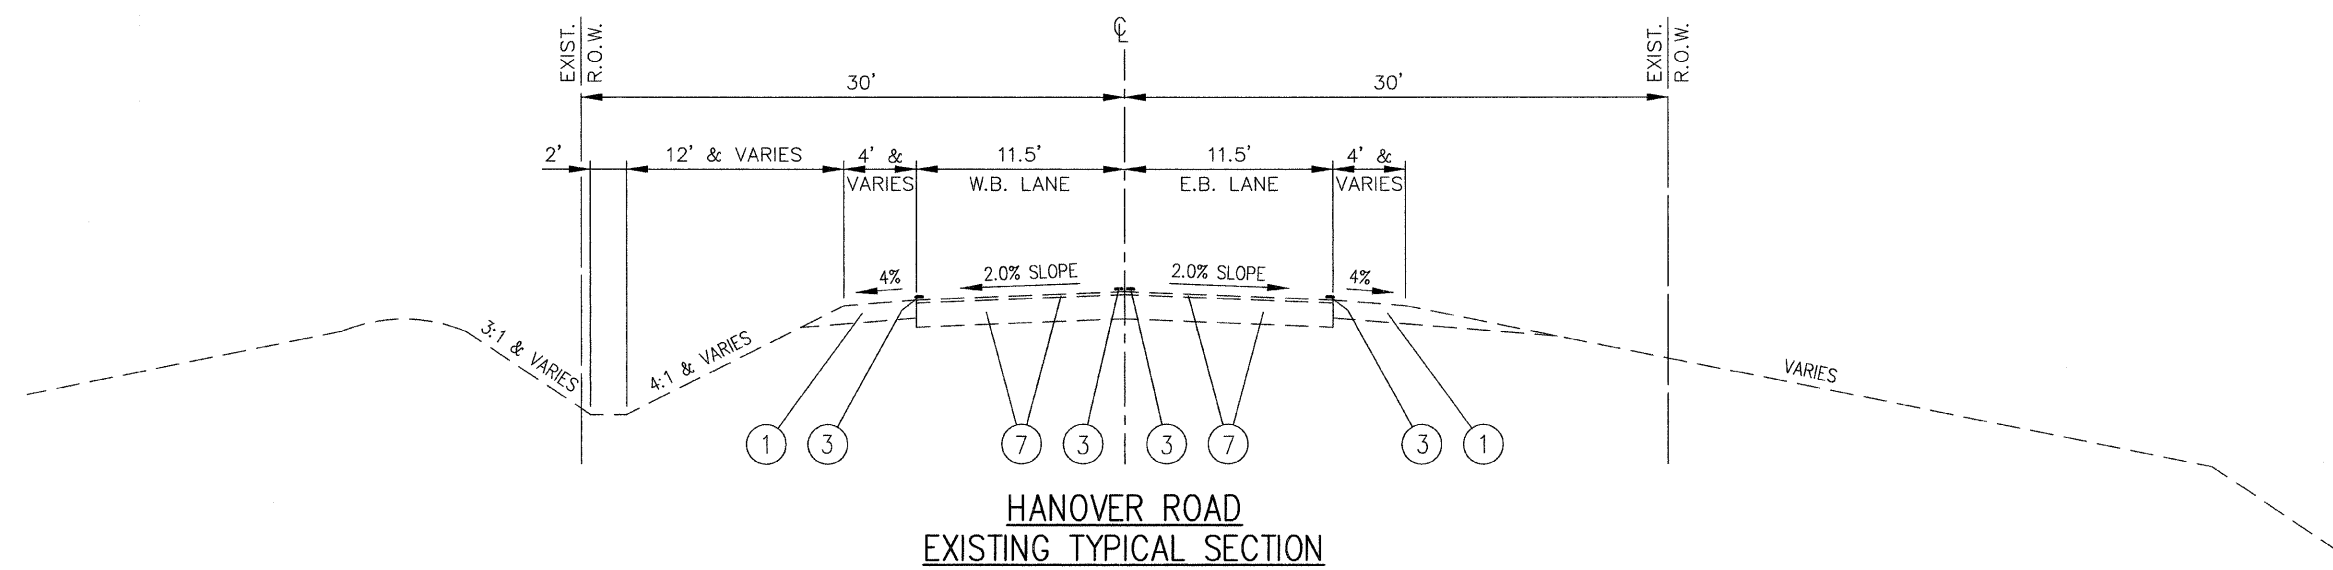 EXIST.
R.O.W.
℄
EXIST.
R.O.W.
30'
30'
2'
12' & VARIES
4' &
VARIES
11.5'
W.B. LANE
11.5'
E.B. LANE
4' &
VARIES
4%
2.0% SLOPE
2.0% SLOPE
4%
3:1 & VARIES
4:1 & VARIES
VARIES
1
3
7
3
3
7
3
1
HANOVER ROAD
EXISTING TYPICAL SECTION